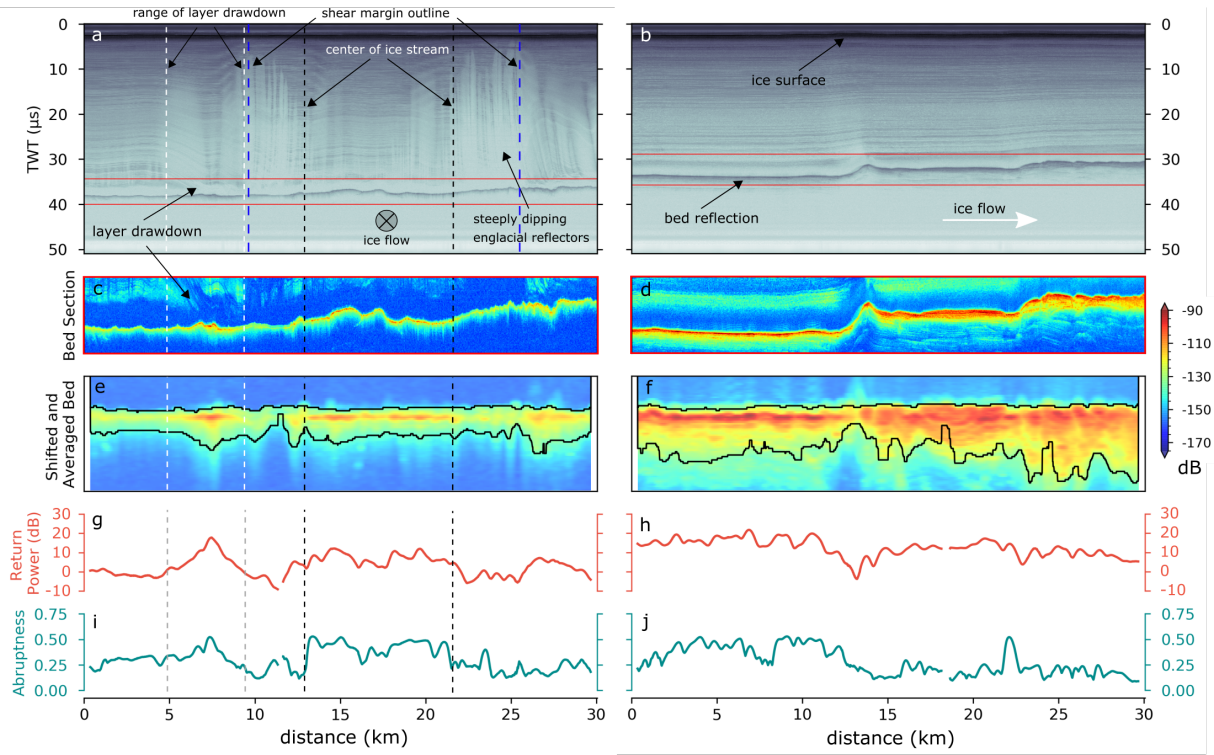 range of layer drawdown
shear margin outline
a
center of ice stream
0
10
20
30
40
50
TWT (μs)
layer drawdown
ice flow
steeply dipping
englacial reflectors
b
ice surface
bed reflection
ice flow
0
10
20
30
40
50
Bed Section
c
d
Shifted and
Averaged Bed
e
f
-90
-110
-130
-150
-170
dB
Return
Power (dB)
30
20
10
0
-10
g
h
30
20
10
0
-10
Abruptness
0.75
0.50
0.25
0.00
i
j
0.75
0.50
0.25
0.00
0 5 10 15 20 25 30
distance (km)
0 5 10 15 20 25 30
distance (km)